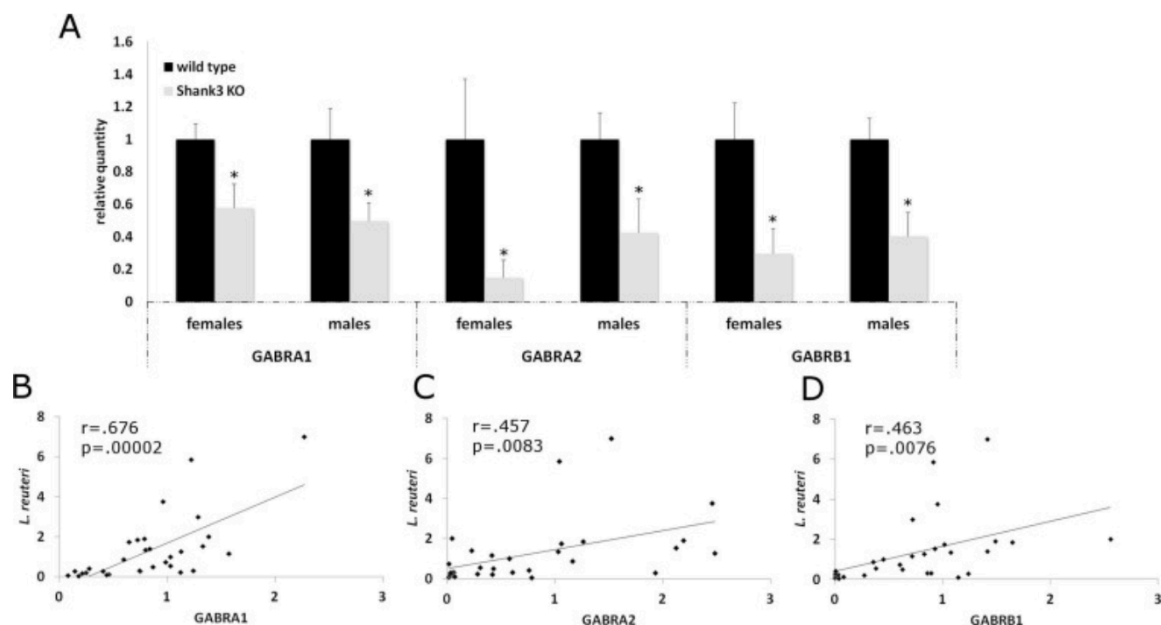 A
1.6
1.4
1.2
1
0.8
0.6
0.4
0.2
0
relative quantity
wild type
Shank3 KO
* * * * * *
females males females males females males
GABRA1 GABRA2 GABRB1
B
r=.676
p=.00002
8
6
4
2
0
L. reuteri
0 1 2 3
GABRA1
C
r=.457
p=.0083
8
6
4
2
0
L. reuteri
0 1 2 3
GABRA2
D
r=.463
p=.0076
8
6
4
2
0
L. reuteri
0 1 2 3
GABRB1